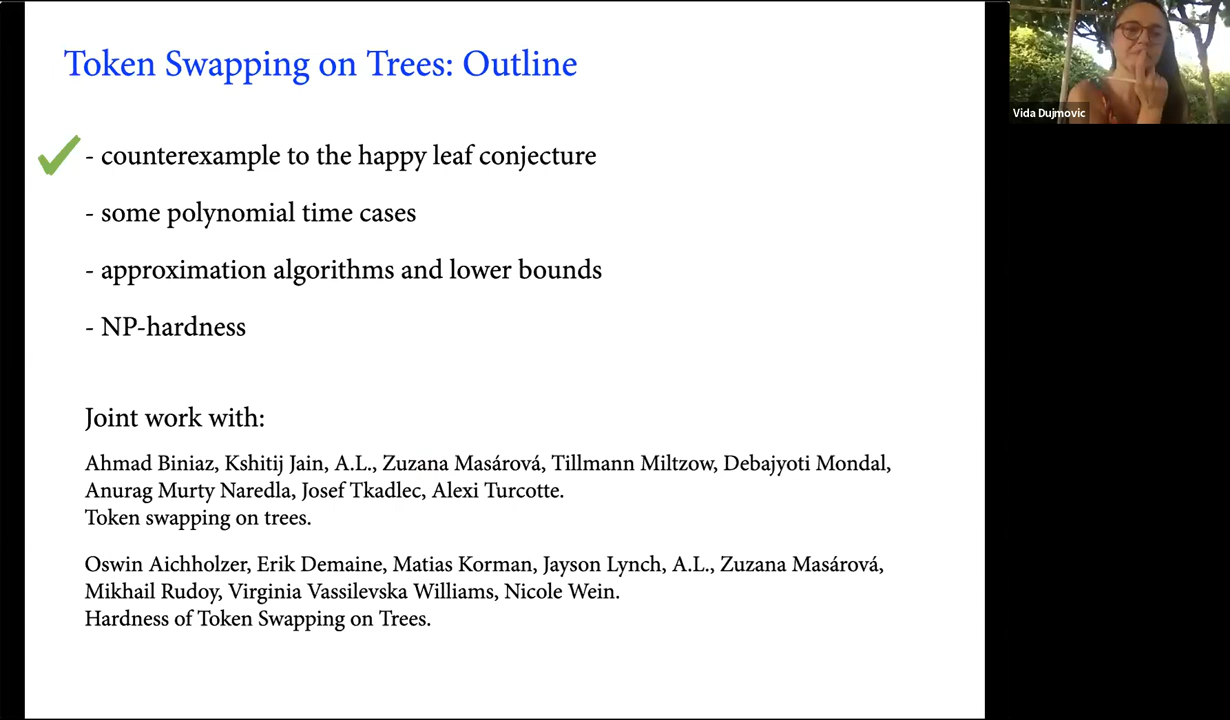 Token Swapping on Trees: Outline
- counterexample to the happy leaf conjecture
- some polynomial time cases
- approximation algorithms and lower bounds
- NP-hardness
Joint work with:
Ahmad Biniaz, Kshitij Jain, A.L., Zuzana Masárová, Tillmann Miltzow, Debajyoti Mondal,
Anurag Murty Naredla, Josef Tkadlec, Alexi Turcotte.
Token swapping on trees.
Oswin Aichholzer, Erik Demaine, Matias Korman, Jayson Lynch, A.L., Zuzana Masárová,
Mikhail Rudoy, Virginia Vassilevska Williams, Nicole Wein.
Hardness of Token Swapping on Trees.
Vida Dujmovic